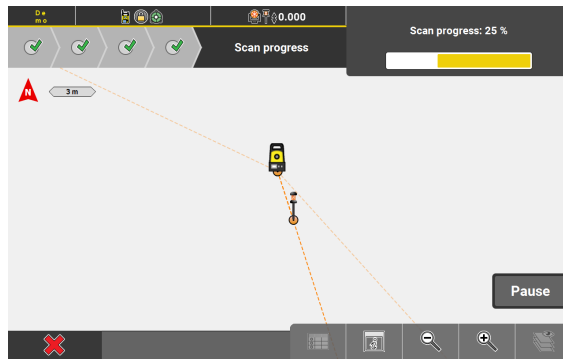 De
mo
0.000
Scan progress: 25 %
Scan progress
N
3 m
Pause